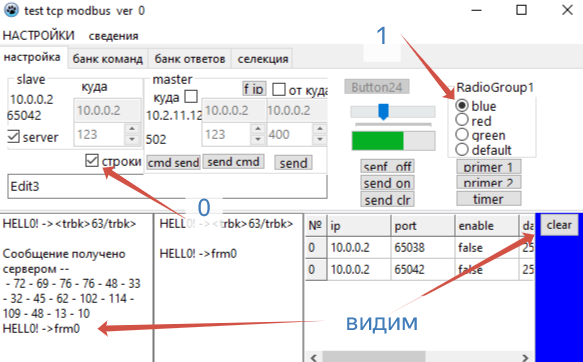 test tcp modbus ver 0
НАСТРОЙКИ сведения
настройка банк команд банк ответов селекция
slave куда master f ip от куда Button24 RadioGroup1
куда
10.0.0.2 10.0.0.2 10.2.11.12 10.0.0.2 10.0.0.2
65042 123 502 123 400
server
строки cmd send send cmd send
Edit3
1
blue
red
green
default
senf_off primer 1
send on primer 2
send clr timer
0
HELLO! -><trbk>63/trbk>
Сообщение получено
сервером --
- 72 - 69 - 76 - 76 - 48 - 33
- 32 - 45 - 62 - 102 - 114 -
109 - 48 - 13 - 10
HELLO! ->frm0
HELLO! -><trbk>63/trbk>
HELLO! ->frm0
№ ip port enable da
0 10.0.0.2 65038 false 25
0 10.0.0.2 65042 false 25
clear
видим